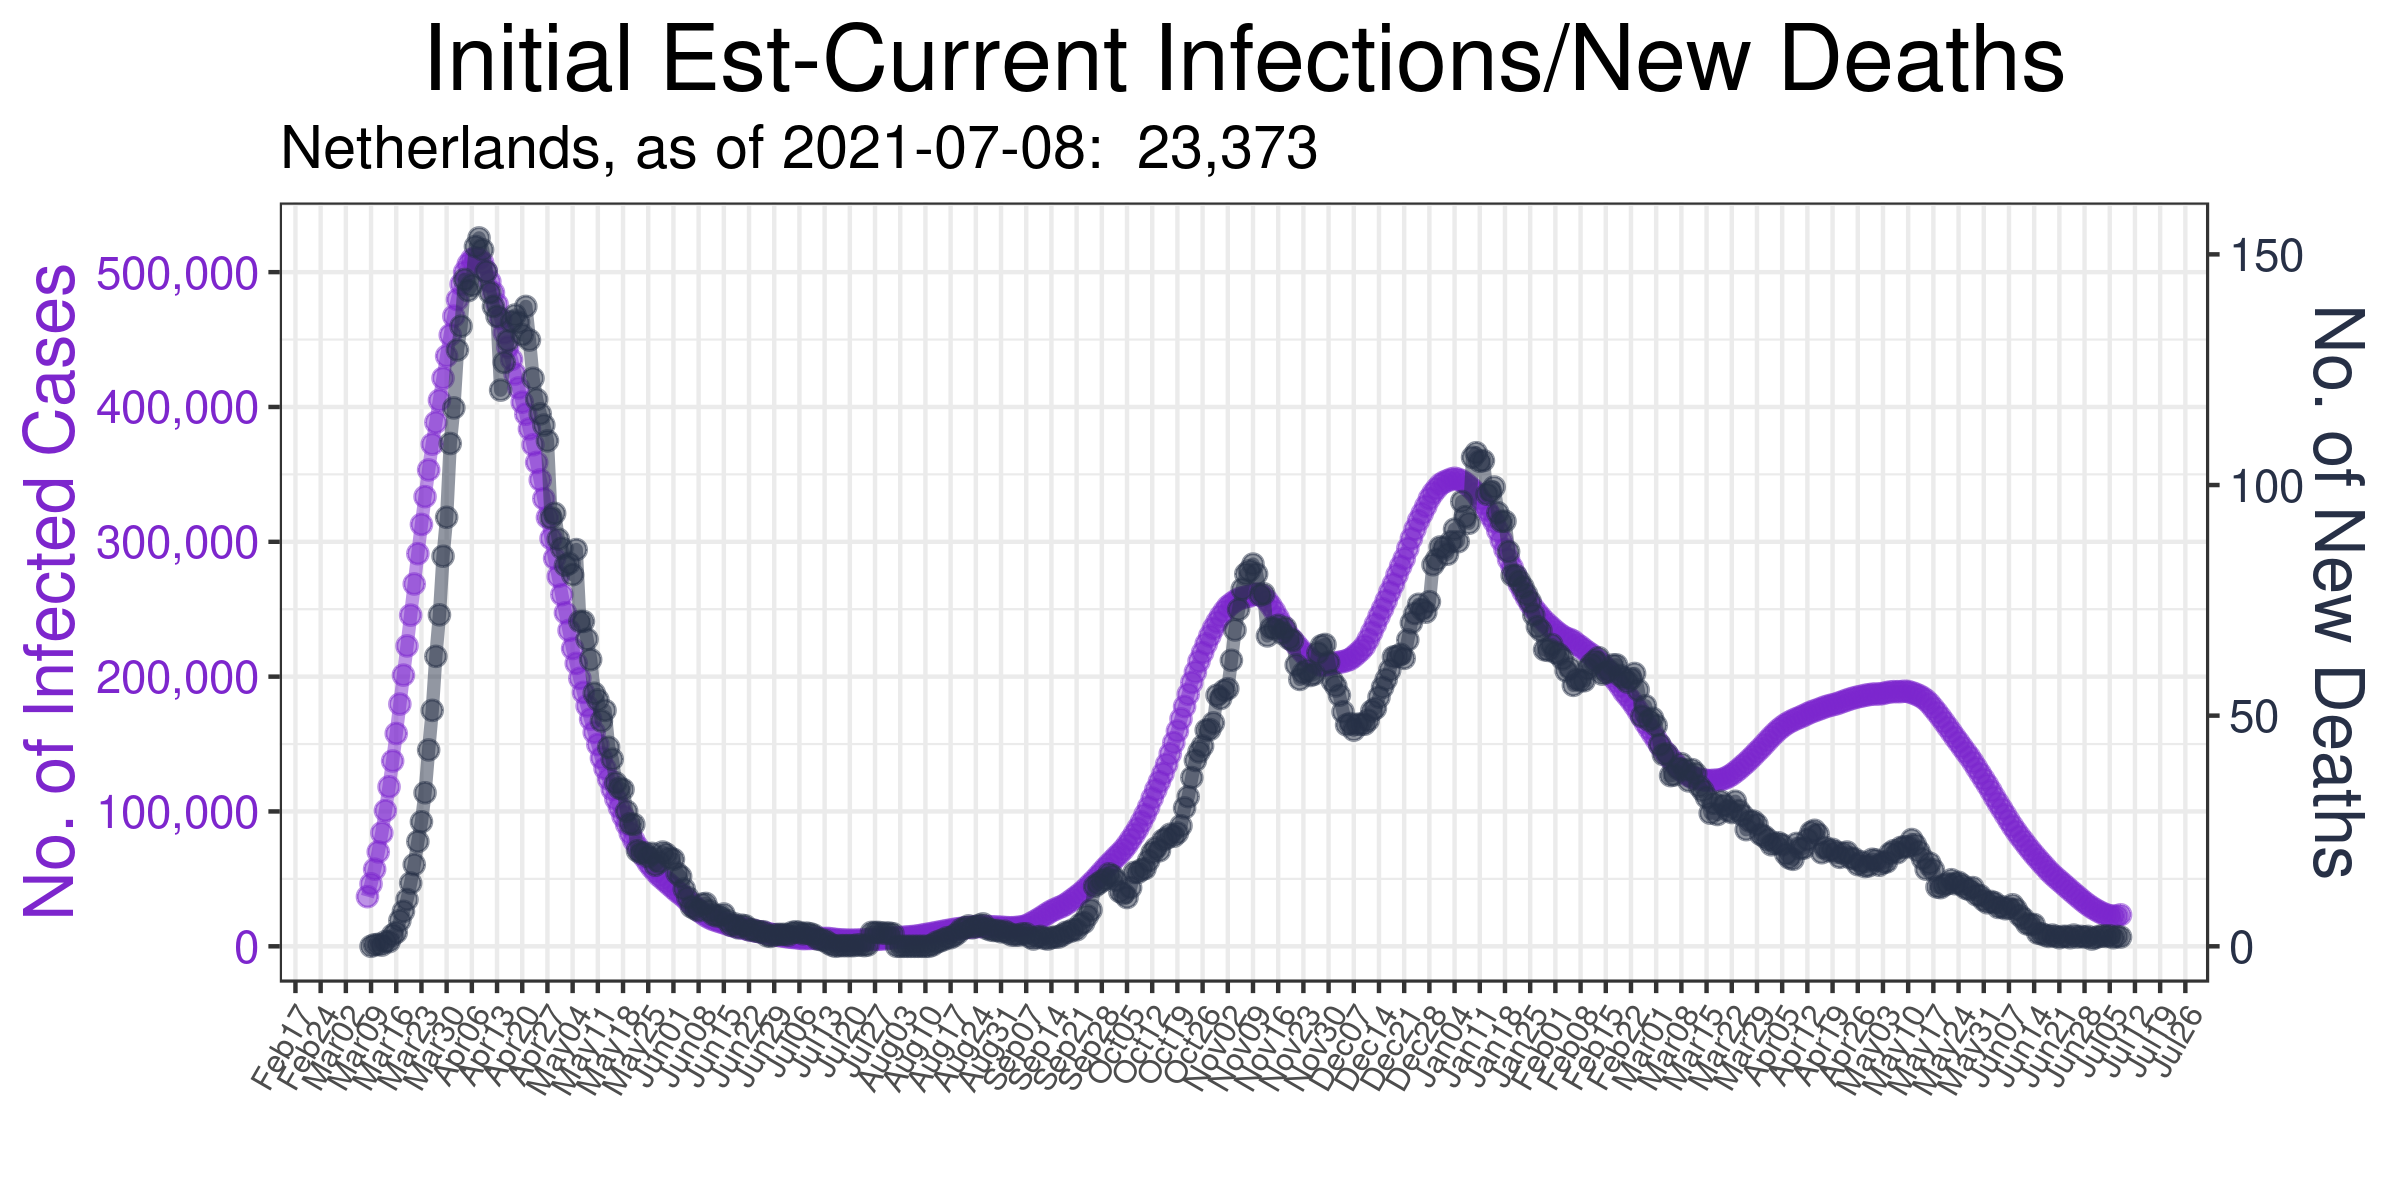 Initial Est-Current Infections/New Deaths
Netherlands, as of 2021-07-08:  23,373
No. of Infected Cases
500,000
400,000
300,000
200,000
100,000
0
150
100
50
0
No. of New Deaths
Feb17
Feb24
Mar02
Mar09
Mar16
Mar23
Mar30
Apr06
Apr13
Apr20
Apr27
May04
May11
May18
May25
Jun01
Jun08
Jun15
Jun22
Jun29
Jul06
Jul13
Jul20
Jul27
Aug03
Aug10
Aug17
Aug24
Aug31
Sep07
Sep14
Sep21
Sep28
Oct05
Oct12
Oct19
Oct26
Nov02
Nov09
Nov16
Nov23
Nov30
Dec07
Dec14
Dec21
Dec28
Jan04
Jan11
Jan18
Jan25
Feb01
Feb08
Feb15
Feb22
Mar01
Mar08
Mar15
Mar22
Mar29
Apr05
Apr12
Apr19
Apr26
May03
May10
May17
May24
May31
Jun07
Jun14
Jun21
Jun28
Jul05
Jul12
Jul19
Jul26